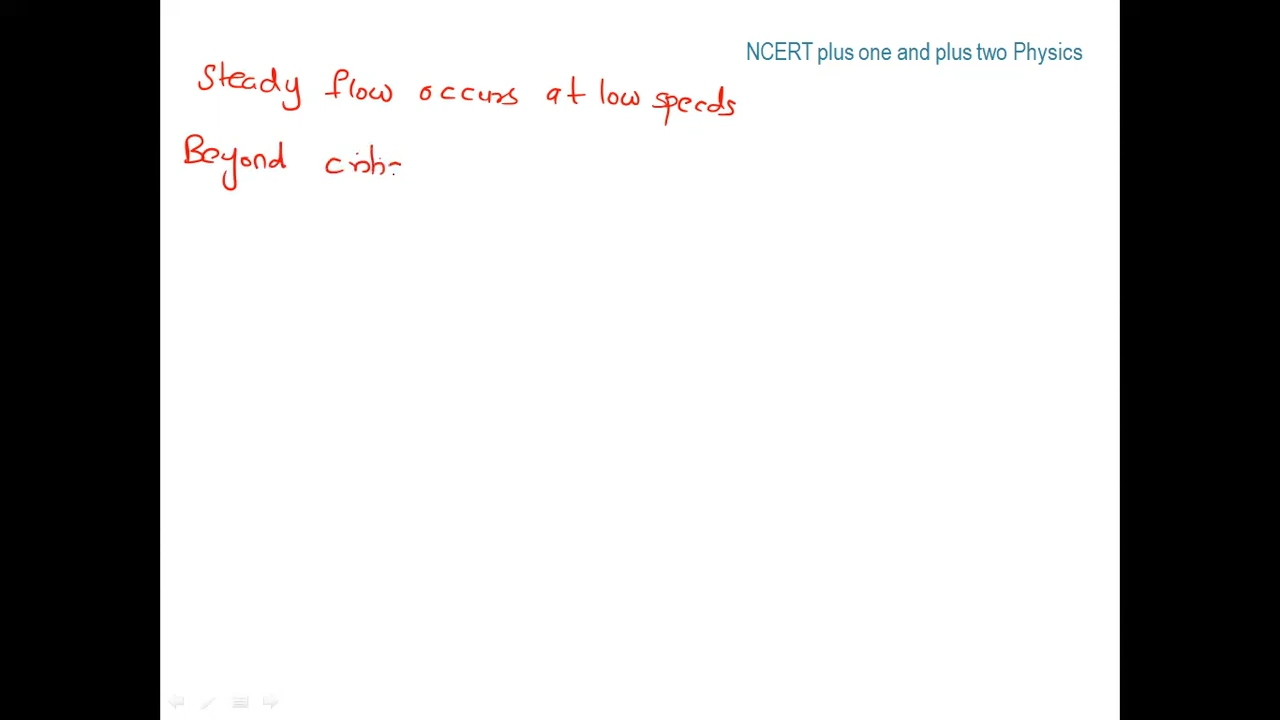 NCERT plus one and plus two Physics
Steady flow occurs at low speeds
Beyond